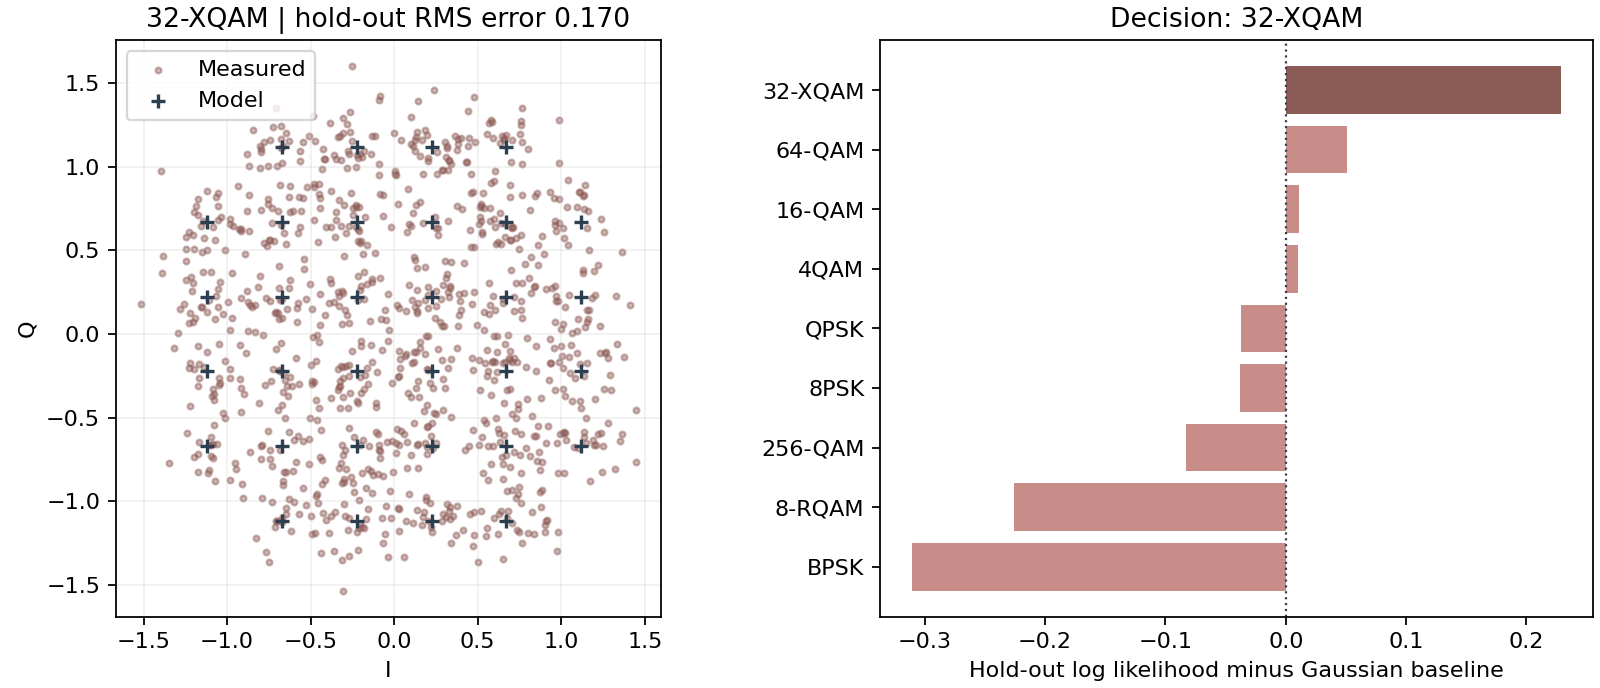 32-XQAM | hold-out RMS error 0.170
Measured
Model
1.5
1.0
0.5
0.0
−0.5
−1.0
−1.5
Q
−1.5 −1.0 −0.5 0.0 0.5 1.0 1.5
I
Decision: 32-XQAM
32-XQAM
64-QAM
16-QAM
4QAM
QPSK
8PSK
256-QAM
8-RQAM
BPSK
−0.3 −0.2 −0.1 0.0 0.1 0.2
Hold-out log likelihood minus Gaussian baseline